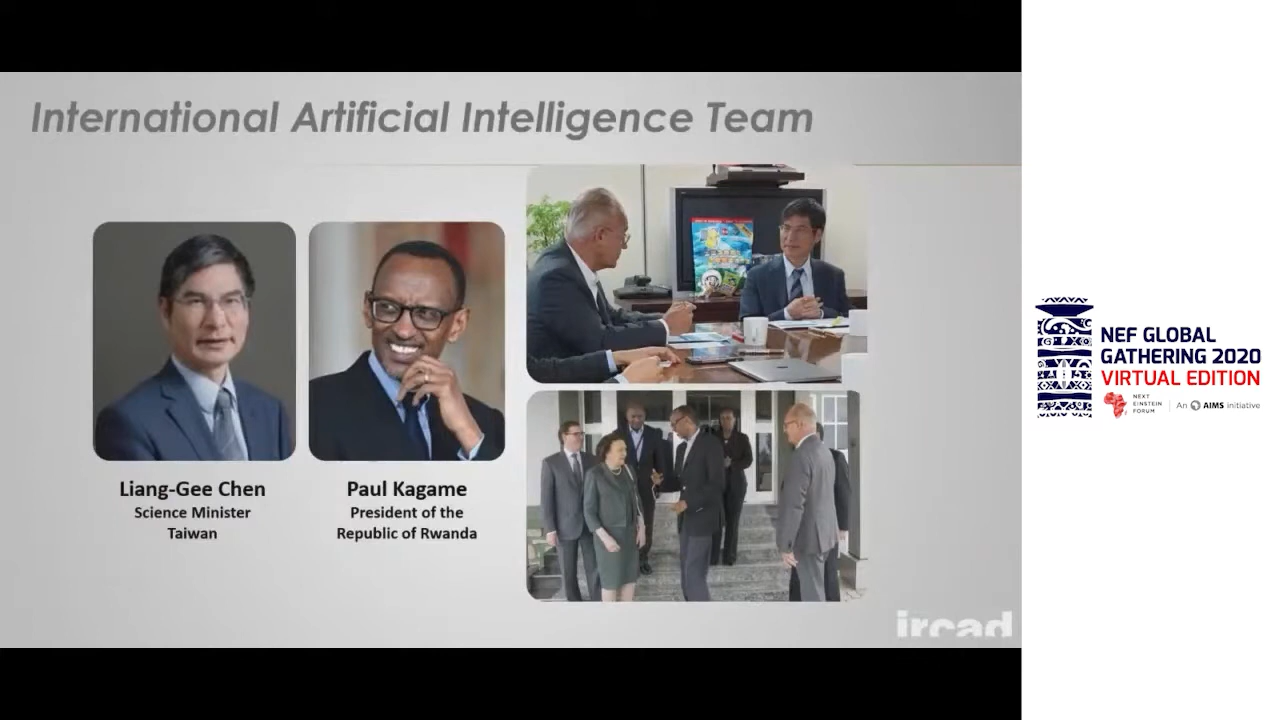 International Artificial Intelligence Team
Liang-Gee Chen
Science Minister
Taiwan
Paul Kagame
President of the
Republic of Rwanda
ircad
NEF GLOBAL
GATHERING 2020
VIRTUAL EDITION
NEXT
EINSTEIN
FORUM
An AIMS initiative